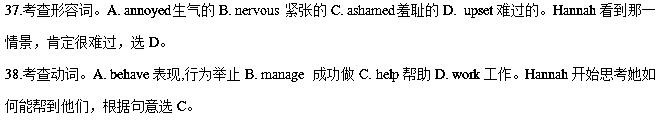 37.考查形容词。A. annoyed生气的 B. nervous 紧张的 C. ashamed羞耻的 D. upset 难过的。Hannah 看到那一
情景，肯定很难过，选 D。
38.考查动词。A. behave 表现,行为举止 B. manage 成功做 C. help 帮助 D. work 工作。Hannah 开始思考她如
何能帮到他们，根据句意选 C。